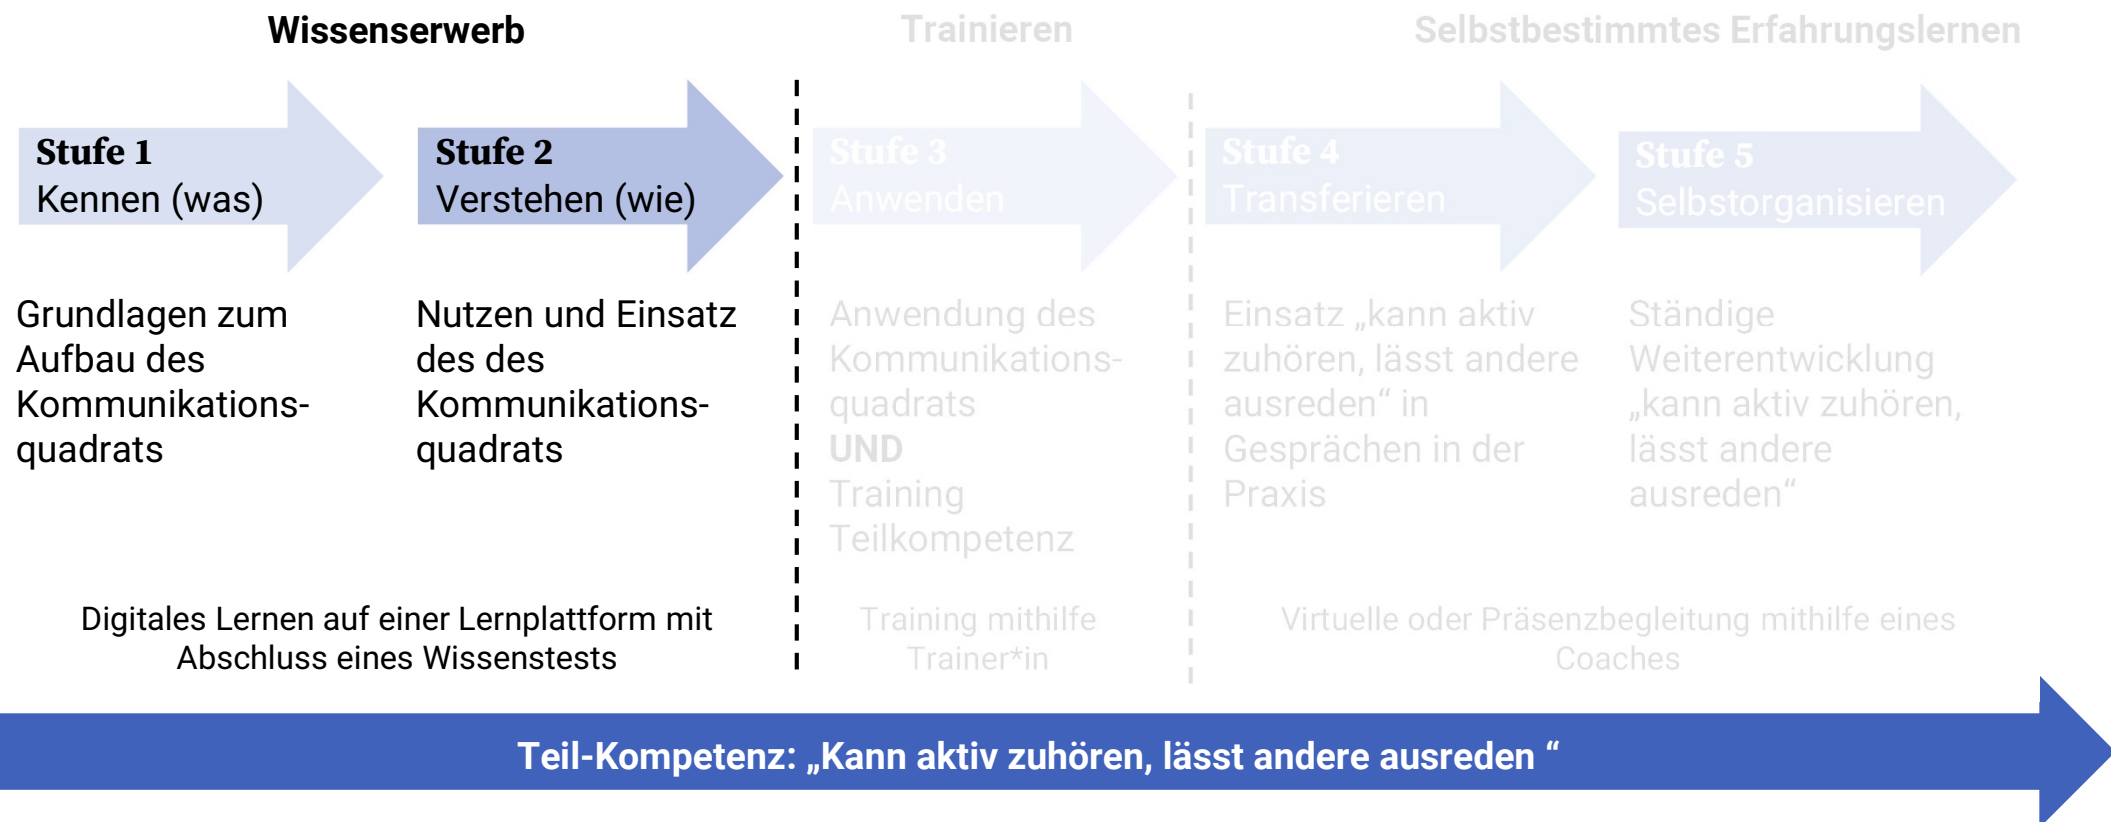 Wissenserwerb
Trainieren
Selbstbestimmtes Erfahrungslernen
Stufe 1
Kennen (was)
Stufe 2
Verstehen (wie)
Stufe 3
Anwenden
Stufe 4
Transferieren
Stufe 5
Selbstorganisieren
Grundlagen zum
Aufbau des
Kommunikations-
quadrats
Nutzen und Einsatz
des des
Kommunikations-
quadrats
Anwendung des
Kommunikations-
quadrats
UND
Training
Teilkompetenz
Einsatz „kann aktiv
zuhören, lässt andere
ausreden“ in
Gesprächen in der
Praxis
Ständige
Weiterentwicklung
„kann aktiv zuhören,
lässt andere
ausreden“
Digitales Lernen auf einer Lernplattform mit
Abschluss eines Wissenstests
Training mithilfe
Trainer*in
Virtuelle oder Präsenzbegleitung mithilfe eines
Coaches
Teil-Kompetenz: „Kann aktiv zuhören, lässt andere ausreden “